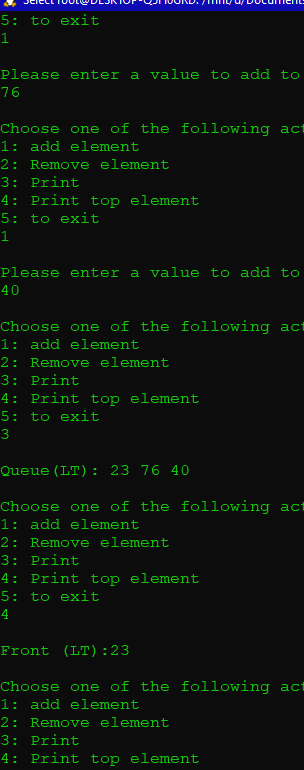 Select root@DESKTOP-Q5H0GRD: /mnt/d/Documents
5: to exit
1
Please enter a value to add to
76
Choose one of the following act
1: add element
2: Remove element
3: Print
4: Print top element
5: to exit
1
Please enter a value to add to
40
Choose one of the following act
1: add element
2: Remove element
3: Print
4: Print top element
5: to exit
3
Queue(LT): 23 76 40
Choose one of the following act
1: add element
2: Remove element
3: Print
4: Print top element
5: to exit
4
Front (LT):23
Choose one of the following act
1: add element
2: Remove element
3: Print
4: Print top element